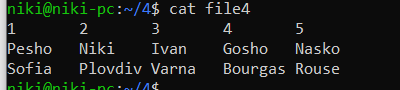 niki@niki-pc:~/4$ cat file4
1 2 3 4 5
Pesho Niki Ivan Gosho Nasko
Sofia Plovdiv Varna Bourgas Rouse
niki@niki-pc:~/4$